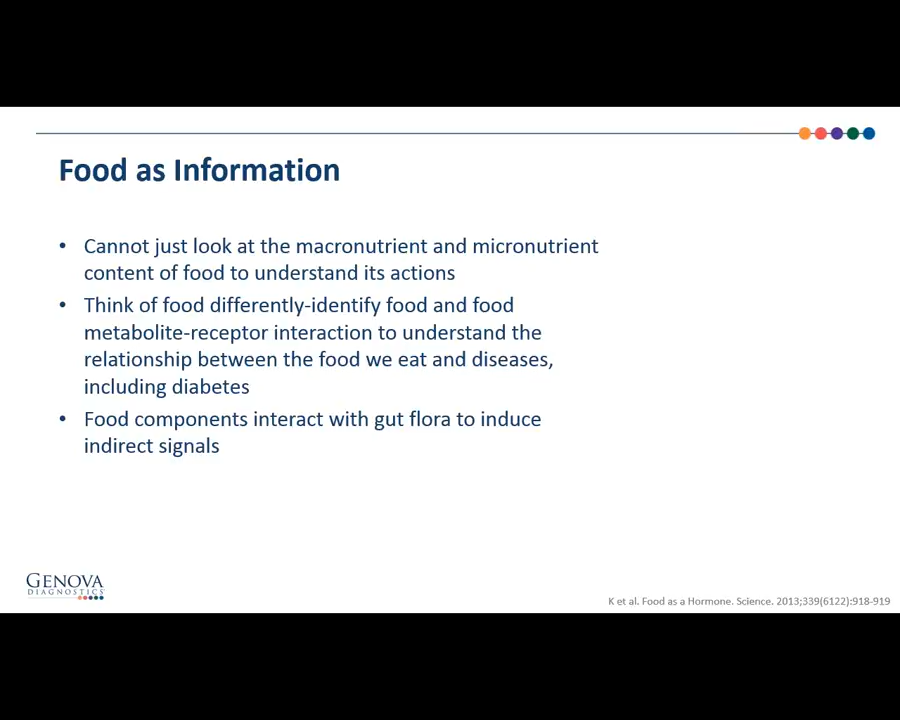 Food as Information
• Cannot just look at the macronutrient and micronutrient
content of food to understand its actions
• Think of food differently-identify food and food
metabolite-receptor interaction to understand the
relationship between the food we eat and diseases,
including diabetes
• Food components interact with gut flora to induce
indirect signals
GENOVA
DIAGNOSTICS
K et al. Food as a Hormone. Science. 2013;339(6122):918-919